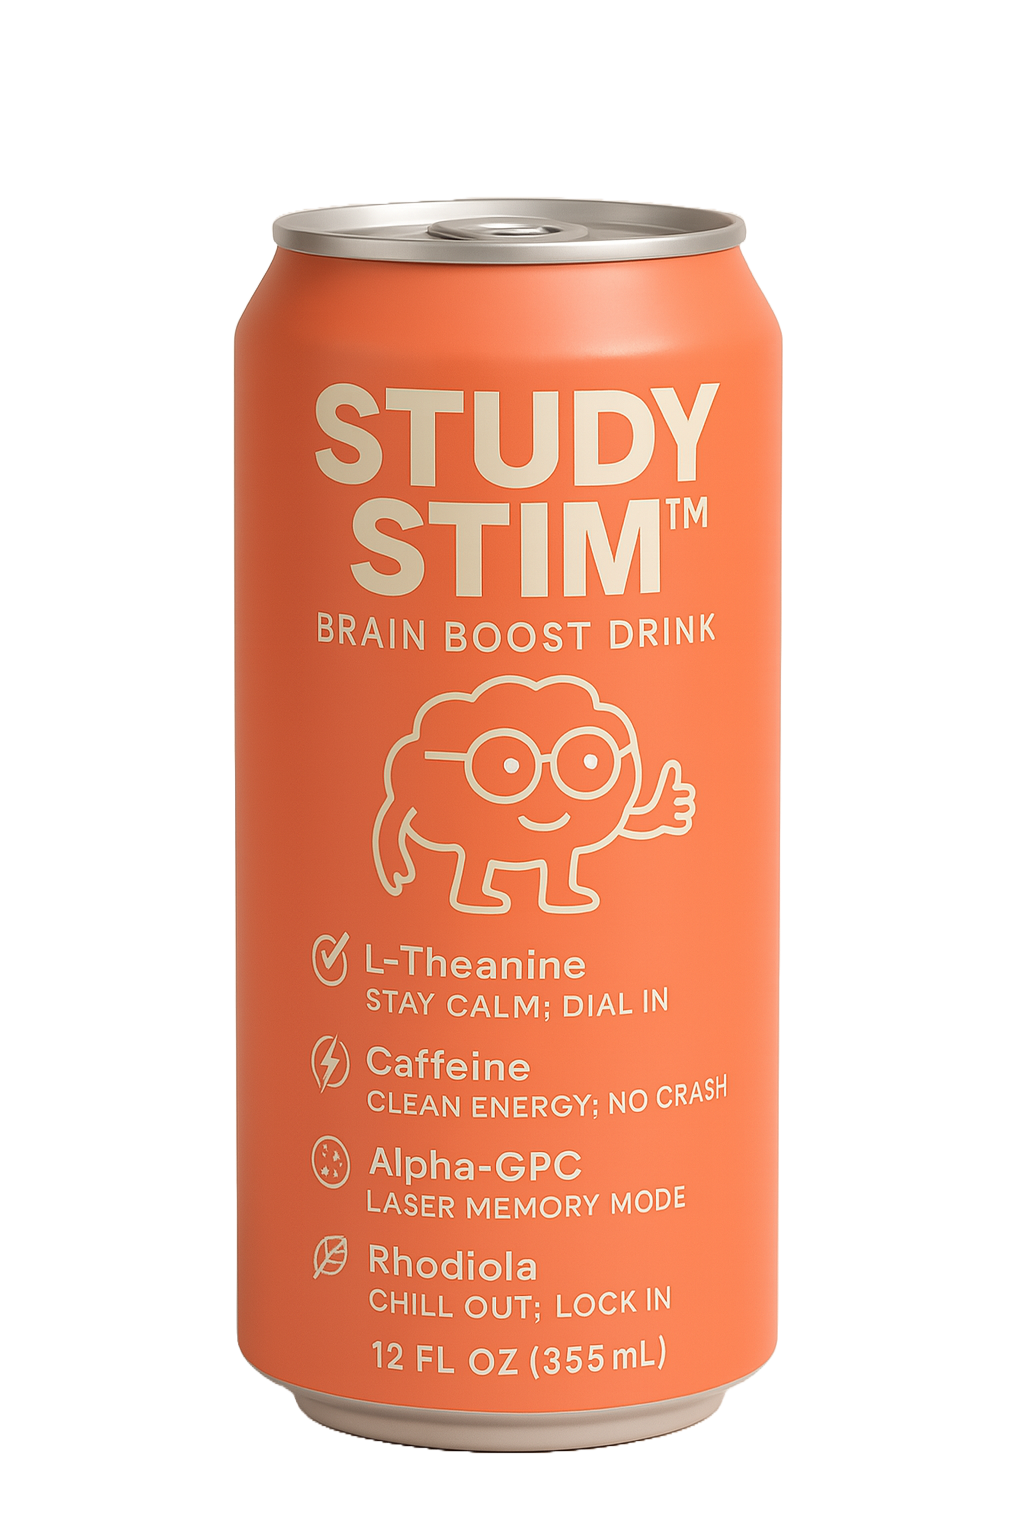 STUDY
STIM™
BRAIN BOOST DRINK
L-Theanine
STAY CALM; DIAL IN
Caffeine
CLEAN ENERGY; NO CRASH
Alpha-GPC
LASER MEMORY MODE
Rhodiola
CHILL OUT; LOCK IN
12 FL OZ (355 mL)